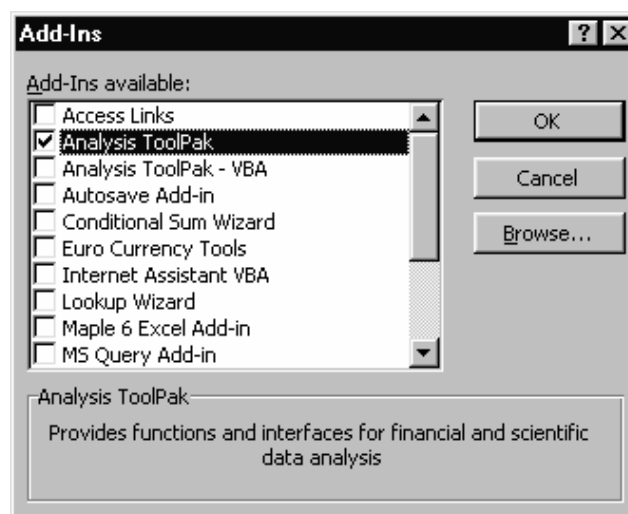 Add-Ins
Add-Ins available:
Access Links
Analysis ToolPak
Analysis ToolPak - VBA
Autosave Add-in
Conditional Sum Wizard
Euro Currency Tools
Internet Assistant VBA
Lookup Wizard
Maple 6 Excel Add-in
MS Query Add-in
OK
Cancel
Browse...
Analysis ToolPak
Provides functions and interfaces for financial and scientific
data analysis